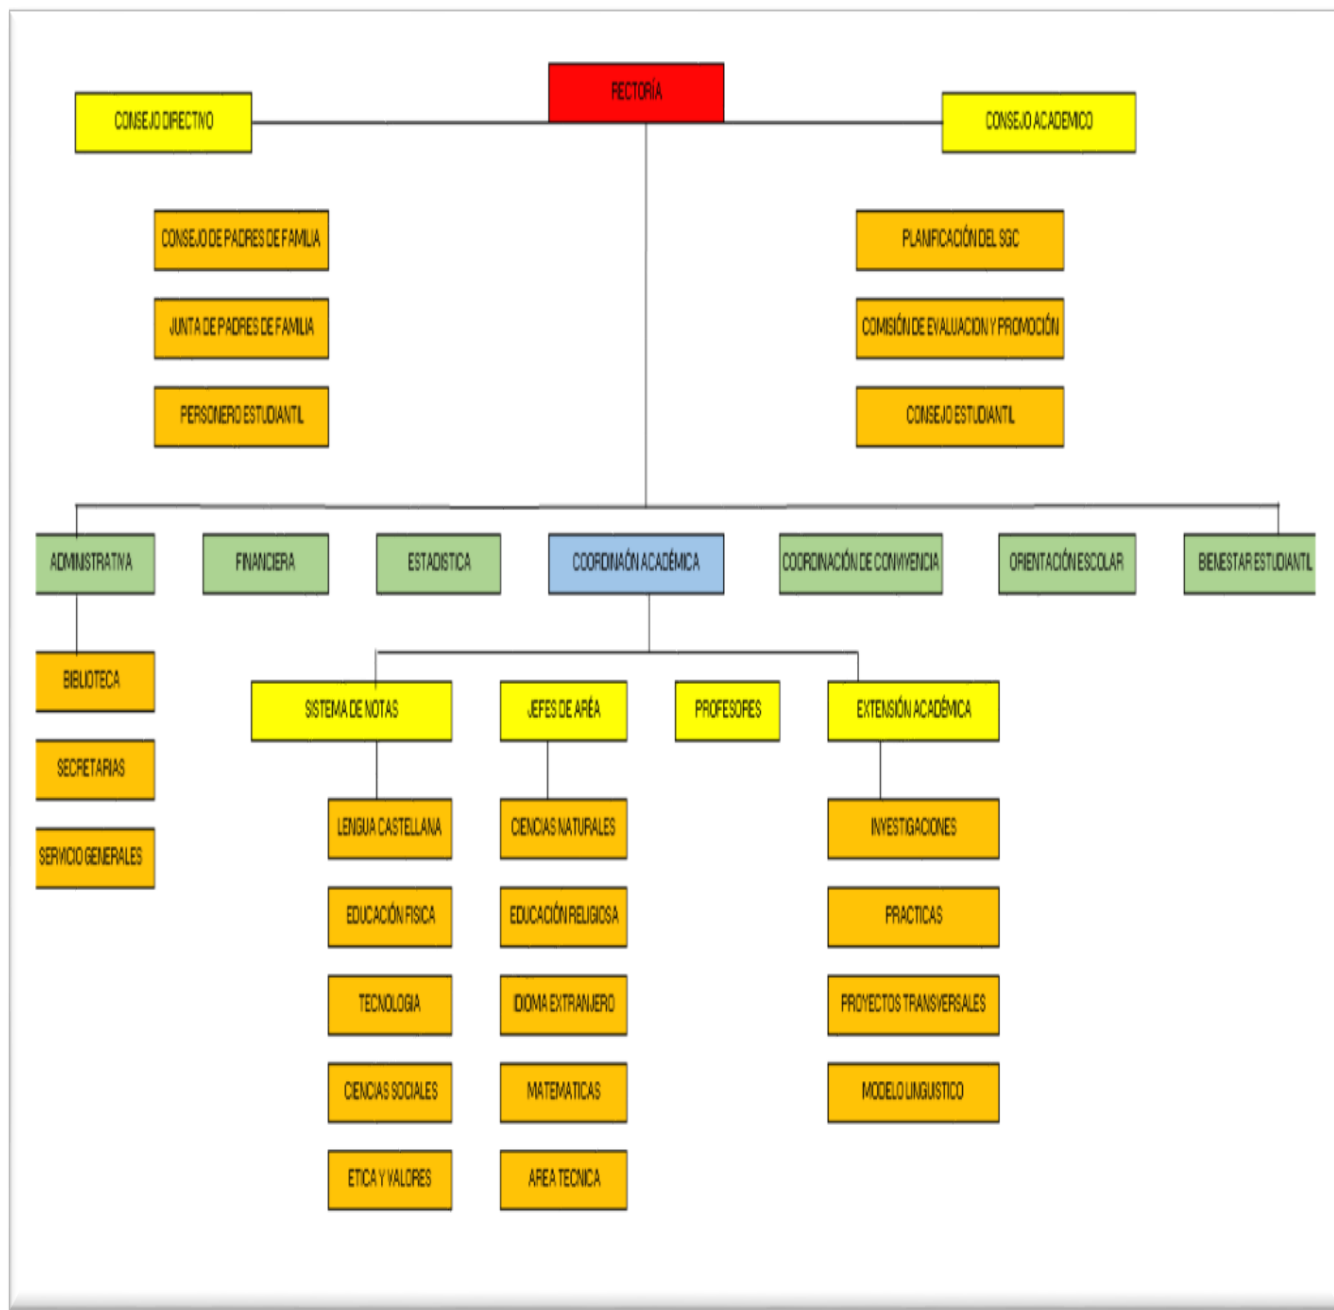 RECTORÍA
CONSEJO DIRECTIVO
CONSEJO ACADEMICO
CONSEJO DE PADRES DE FAMILIA
PLANIFICACIÓN DEL SGC
JUNTA DE PADRES DE FAMILIA
COMISIÓN DE EVALUACION Y PROMOCIÓN
PERSONERO ESTUDIANTIL
CONSEJO ESTUDIANTIL
ADMINISTRATIVA
FINANCIERA
ESTADISTICA
COORDINAÓN ACADÉMICA
COORDINACIÓN DE CONVIVENCIA
ORIENTACIÓN ESCOLAR
BIENESTAR ESTUDIANTIL
BIBLIOTECA
SISTEMA DE NOTAS
JEFES DE ARÉA
PROFESORES
EXTENSIÓN ACADÉMICA
SECRETARIAS
LENGUA CASTELLANA
CIENCIAS NATURALES
INVESTIGACIONES
SERVICIO GENERALES
EDUCACIÓN FISICA
EDUCACIÓN RELIGIOSA
PRACTICAS
TECNOLOGIA
IDIOMA EXTRANJERO
PROYECTOS TRANSVERSALES
CIENCIAS SOCIALES
MATEMATICAS
MODELO LINGUISTICO
ETICA Y VALORES
AREA TECNICA